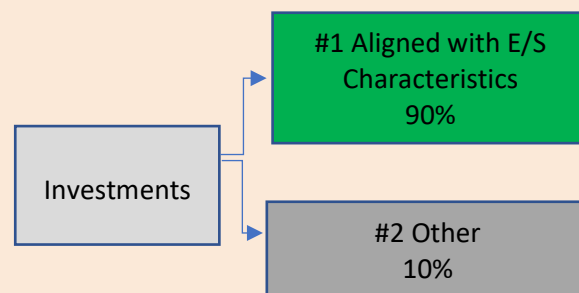 #1 Aligned with E/S
Characteristics
90%
Investments
#2 Other
10%